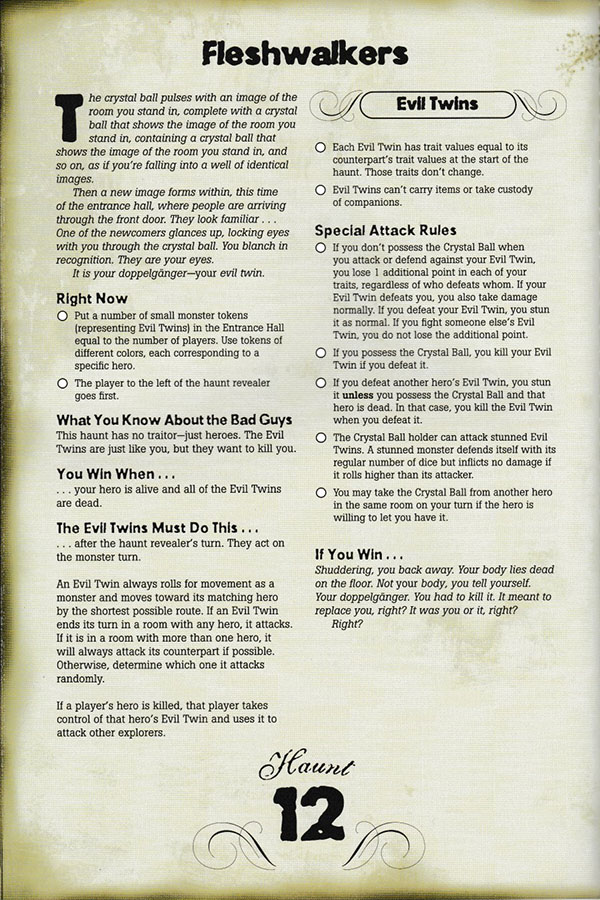 Fleshwalkers
The crystal ball pulses with an image of the
room you stand in, complete with a crystal
ball that shows the image of the room you
stand in, containing a crystal ball that
shows the image of the room you stand in, and
so on, as if you're falling into a well of identical
images.
Then a new image forms within, this time
of the entrance hall, where people are arriving
through the front door. They look familiar . . .
One of the newcomers glances up, locking eyes
with you through the crystal ball. You blanch in
recognition. They are your eyes.
It is your doppelgänger—your evil twin.
Right Now
Put a number of small monster tokens
(representing Evil Twins) in the Entrance Hall
equal to the number of players. Use tokens of
different colors, each corresponding to a
specific hero.
The player to the left of the haunt revealer
goes first.
What You Know About the Bad Guys
This haunt has no traitor—just heroes. The Evil
Twins are just like you, but they want to kill you.
You Win When . . .
. . . your hero is alive and all of the Evil Twins
are dead.
The Evil Twins Must Do This . . .
. . . after the haunt revealer's turn. They act on
the monster turn.
An Evil Twin always rolls for movement as a
monster and moves toward its matching hero
by the shortest possible route. If an Evil Twin
ends its turn in a room with any hero, it attacks.
If it is in a room with more than one hero, it
will always attack its counterpart if possible.
Otherwise, determine which one it attacks
randomly.
If a player's hero is killed, that player takes
control of that hero's Evil Twin and uses it to
attack other explorers.
Evil Twins
Each Evil Twin has trait values equal to its
counterpart's trait values at the start of the
haunt. Those traits don't change.
Evil Twins can't carry items or take custody
of companions.
Special Attack Rules
If you don't possess the Crystal Ball when
you attack or defend against your Evil Twin,
you lose 1 additional point in each of your
traits, regardless of who defeats whom. If your
Evil Twin defeats you, you also take damage
normally. If you defeat your Evil Twin, you stun
it as normal. If you fight someone else's Evil
Twin, you do not lose the additional point.
If you possess the Crystal Ball, you kill your Evil
Twin if you defeat it.
If you defeat another hero's Evil Twin, you stun
it unless you possess the Crystal Ball and that
hero is dead. In that case, you kill the Evil Twin
when you defeat it.
The Crystal Ball holder can attack stunned Evil
Twins. A stunned monster defends itself with its
regular number of dice but inflicts no damage if
it rolls higher than its attacker.
You may take the Crystal Ball from another hero
in the same room on your turn if the hero is
willing to let you have it.
If You Win . . .
Shuddering, you back away. Your body lies dead
on the floor. Not your body, you tell yourself.
Your doppelgänger. You had to kill it. It meant to
replace you, right? It was you or it, right?
Right?
Haunt
12